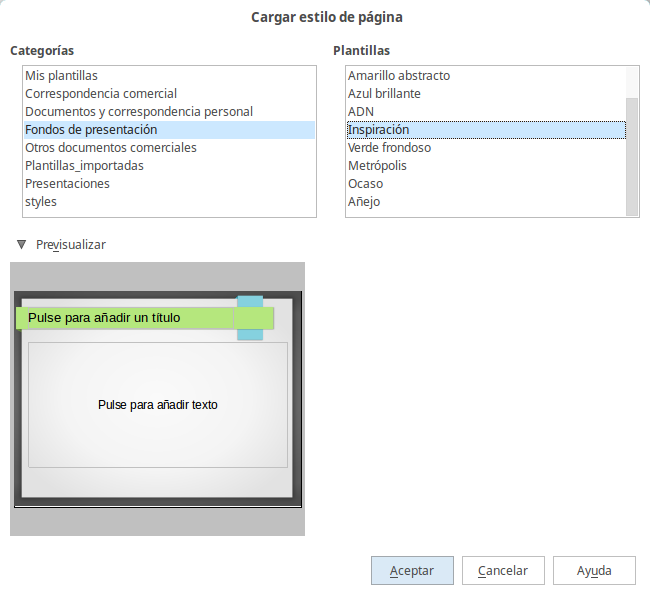 Cargar estilo de página
Categorías
Mis plantillas
Correspondencia comercial
Documentos y correspondencia personal
Fondos de presentación
Otros documentos comerciales
Plantillas_importadas
Presentaciones
styles
Plantillas
Amarillo abstracto
Azul brillante
ADN
Inspiración
Verde frondoso
Metrópolis
Ocaso
Añejo
Previsualizar
Pulse para añadir un título
Pulse para añadir texto
Aceptar
Cancelar
Ayuda